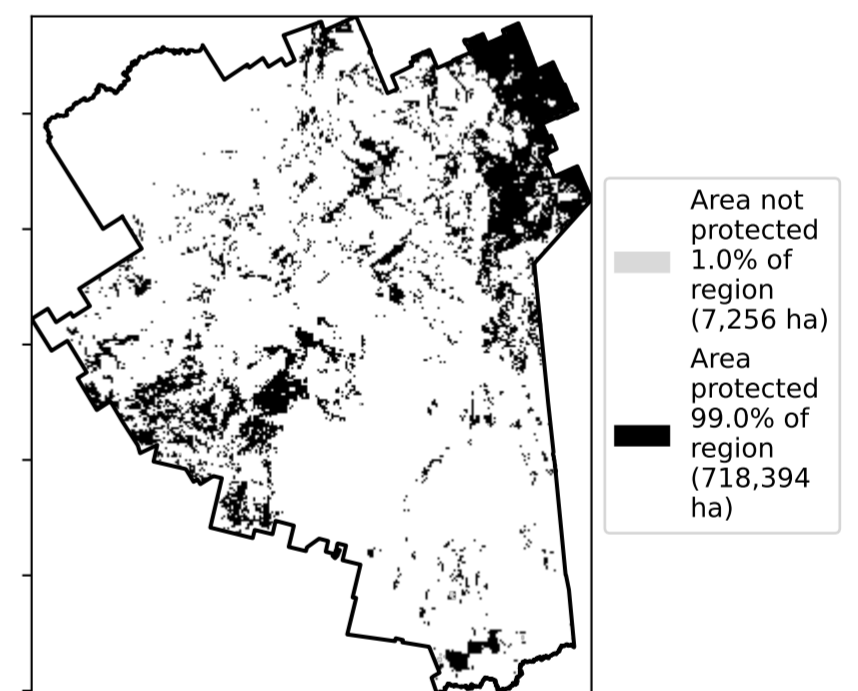 Area not
protected
1.0% of
region
(7,256 ha)
Area
protected
99.0% of
region
(718,394
ha)